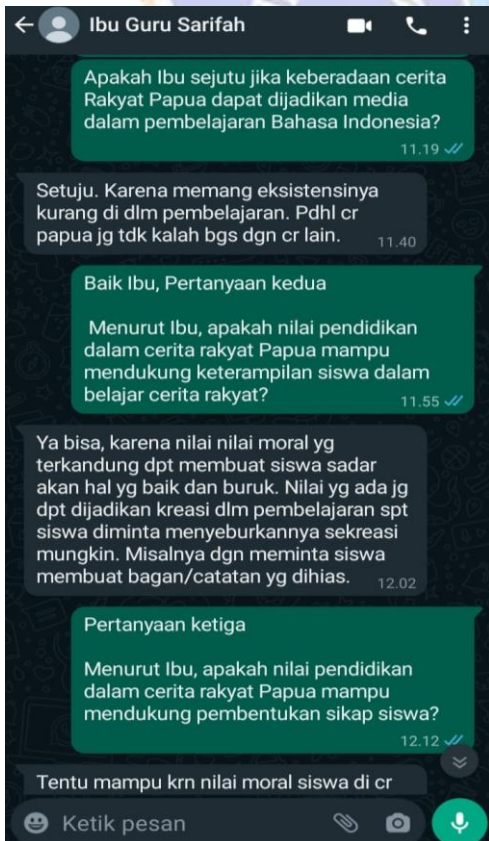 Ibu Guru Sarifah
Apakah Ibu sejutu jika keberadaan cerita
Rakyat Papua dapat dijadikan media
dalam pembelajaran Bahasa Indonesia?
11.19
Setuju. Karena memang eksistensinya
kurang di dlm pembelajaran. Pdhl cr
papua jg tdk kalah bgs dgn cr lain.
11.40
Baik Ibu, Pertanyaan kedua
Menurut Ibu, apakah nilai pendidikan
dalam cerita rakyat Papua mampu
mendukung keterampilan siswa dalam
belajar cerita rakyat?
11.55
Ya bisa, karena nilai nilai moral yg
terkandung dpt membuat siswa sadar
akan hal yg baik dan buruk. Nilai yg ada jg
dpt dijadikan kreasi dlm pembelajaran spt
siswa diminta menyeburkannya sekreasi
mungkin. Misalnya dgn meminta siswa
membuat bagan/catatan yg dihias.
12.02
Pertanyaan ketiga
Menurut Ibu, apakah nilai pendidikan
dalam cerita rakyat Papua mampu
mendukung pembentukan sikap siswa?
12.12
Tentu mampu krn nilai moral siswa di cr
Ketik pesan